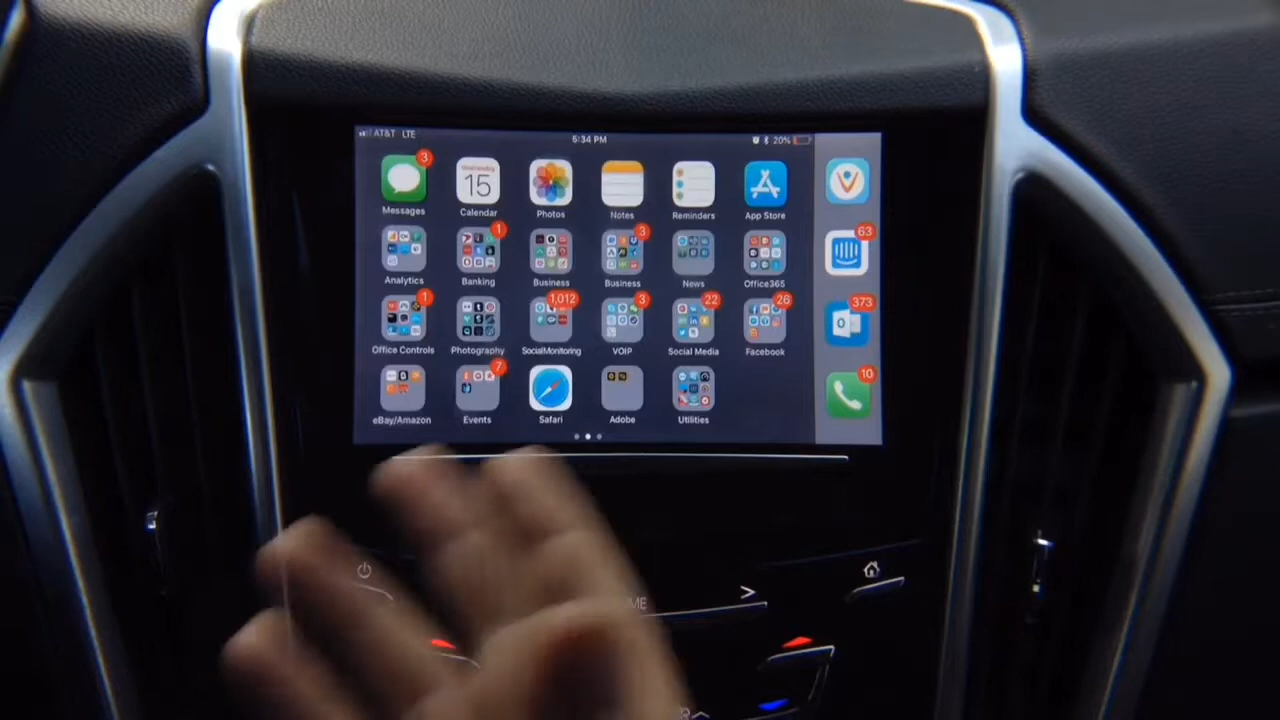 AT&T LTE 5:34 PM 20%
3
Messages Calendar 15 Photos Notes Reminders App Store
1 3 63
Analytics Banking Business Business News Office365
1 1,012 3 22 26 373
Office Controls Photography SocialMonitoring VOIP Social Media Facebook
7 10
eBay/Amazon Events Safari Adobe Utilities
>